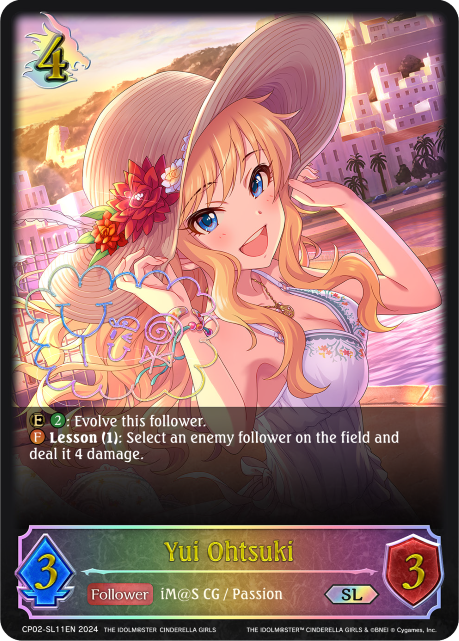 4
E 2: Evolve this follower.
F Lesson (1): Select an enemy follower on the field and
deal it 4 damage.
Yui Ohtsuki
3
Follower iM@S CG / Passion
SL
3
CP02-SL11EN 2024 THE IDOLM@STER CINDERELLA GIRLS THE IDOLM@STER™ CINDERELLA GIRLS & ©BNEI © Cygames, Inc.